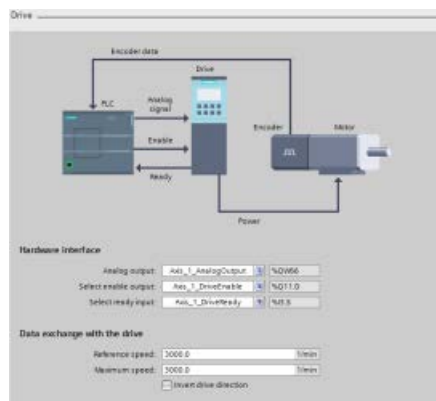 Drive
Encoder data
Drive
PLC
Analog
signal
Encoder
Motor
Enable
Ready
Power
Hardware interface
Analog output: Axis_1_AnalogOutput %QW66
Select enable output: Axis_1_DriveEnable %Q11.0
Select ready input: Axis_1_DriveReady
Data exchange with the drive
Reference speed: 3000.0 1/min
Maximum speed: 3000.0 1/min
Invert drive direction